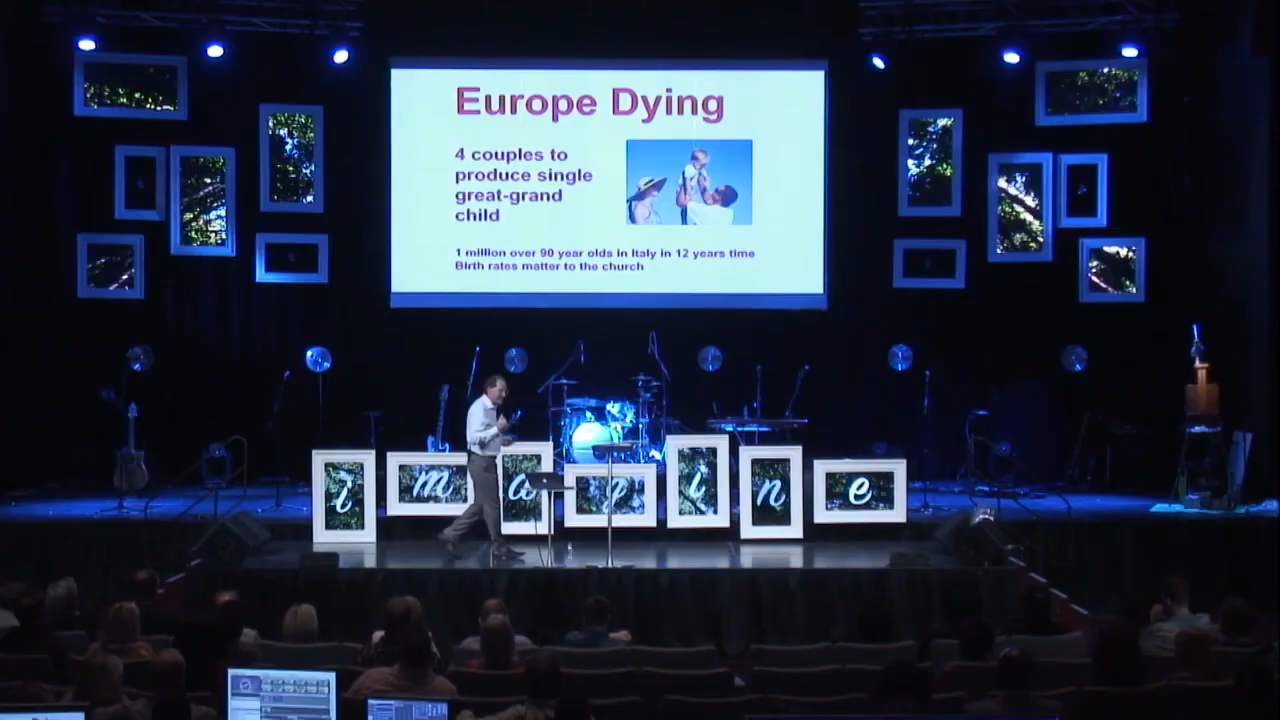 Europe Dying
4 couples to
produce single
great-grand
child
1 million over 90 year olds in Italy in 12 years time
Birth rates matter to the church
imagine